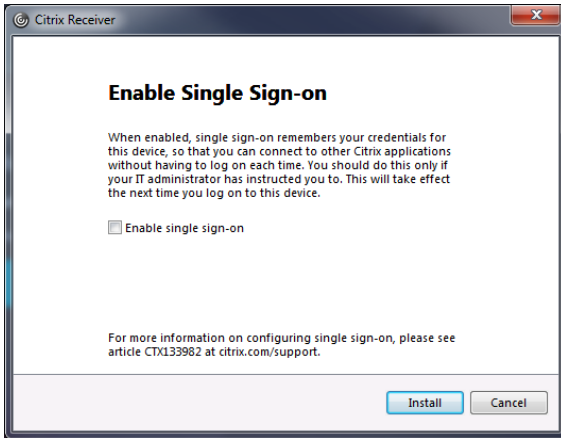 Citrix Receiver
Enable Single Sign-on
When enabled, single sign-on remembers your credentials for
this device, so that you can connect to other Citrix applications
without having to log on each time. You should do this only if
your IT administrator has instructed you to. This will take effect
the next time you log on to this device.
Enable single sign-on
For more information on configuring single sign-on, please see
article CTX133982 at citrix.com/support.
Install
Cancel